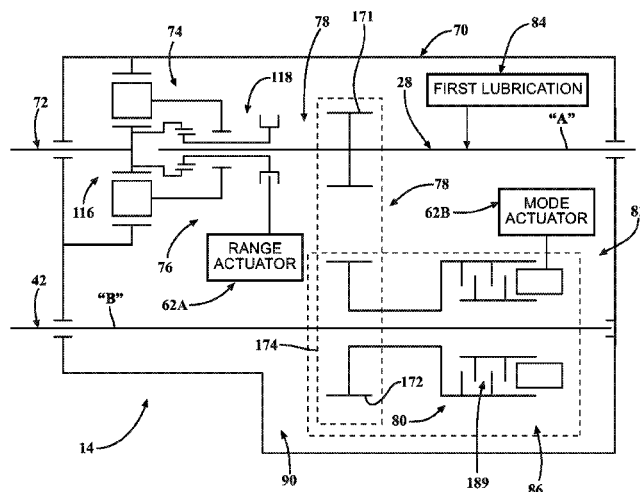 74
78
171
70
84
118
FIRST LUBRICATION
28
"A"
72
116
78
62B
MODE
ACTUATOR
76
RANGE
ACTUATOR
42
"B"
62A
174
172
80
14
90
189
86